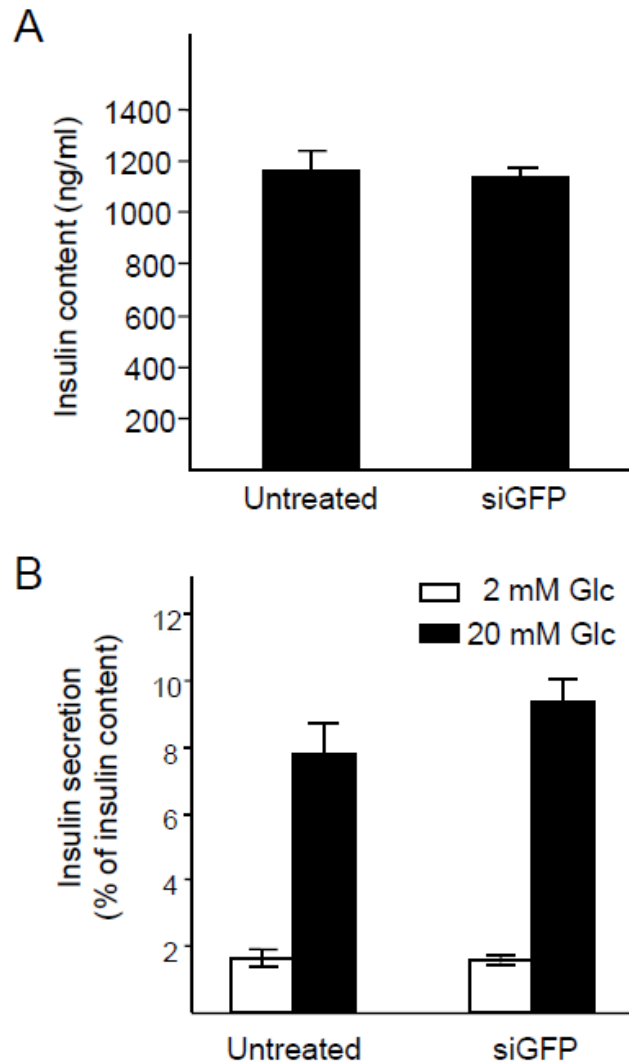 A
Insulin content (ng/ml)
1400
1200
1000
800
600
400
200
Untreated siGFP
B
Insulin secretion
(% of insulin content)
2 mM Glc
20 mM Glc
12
10
8
6
4
2
Untreated siGFP